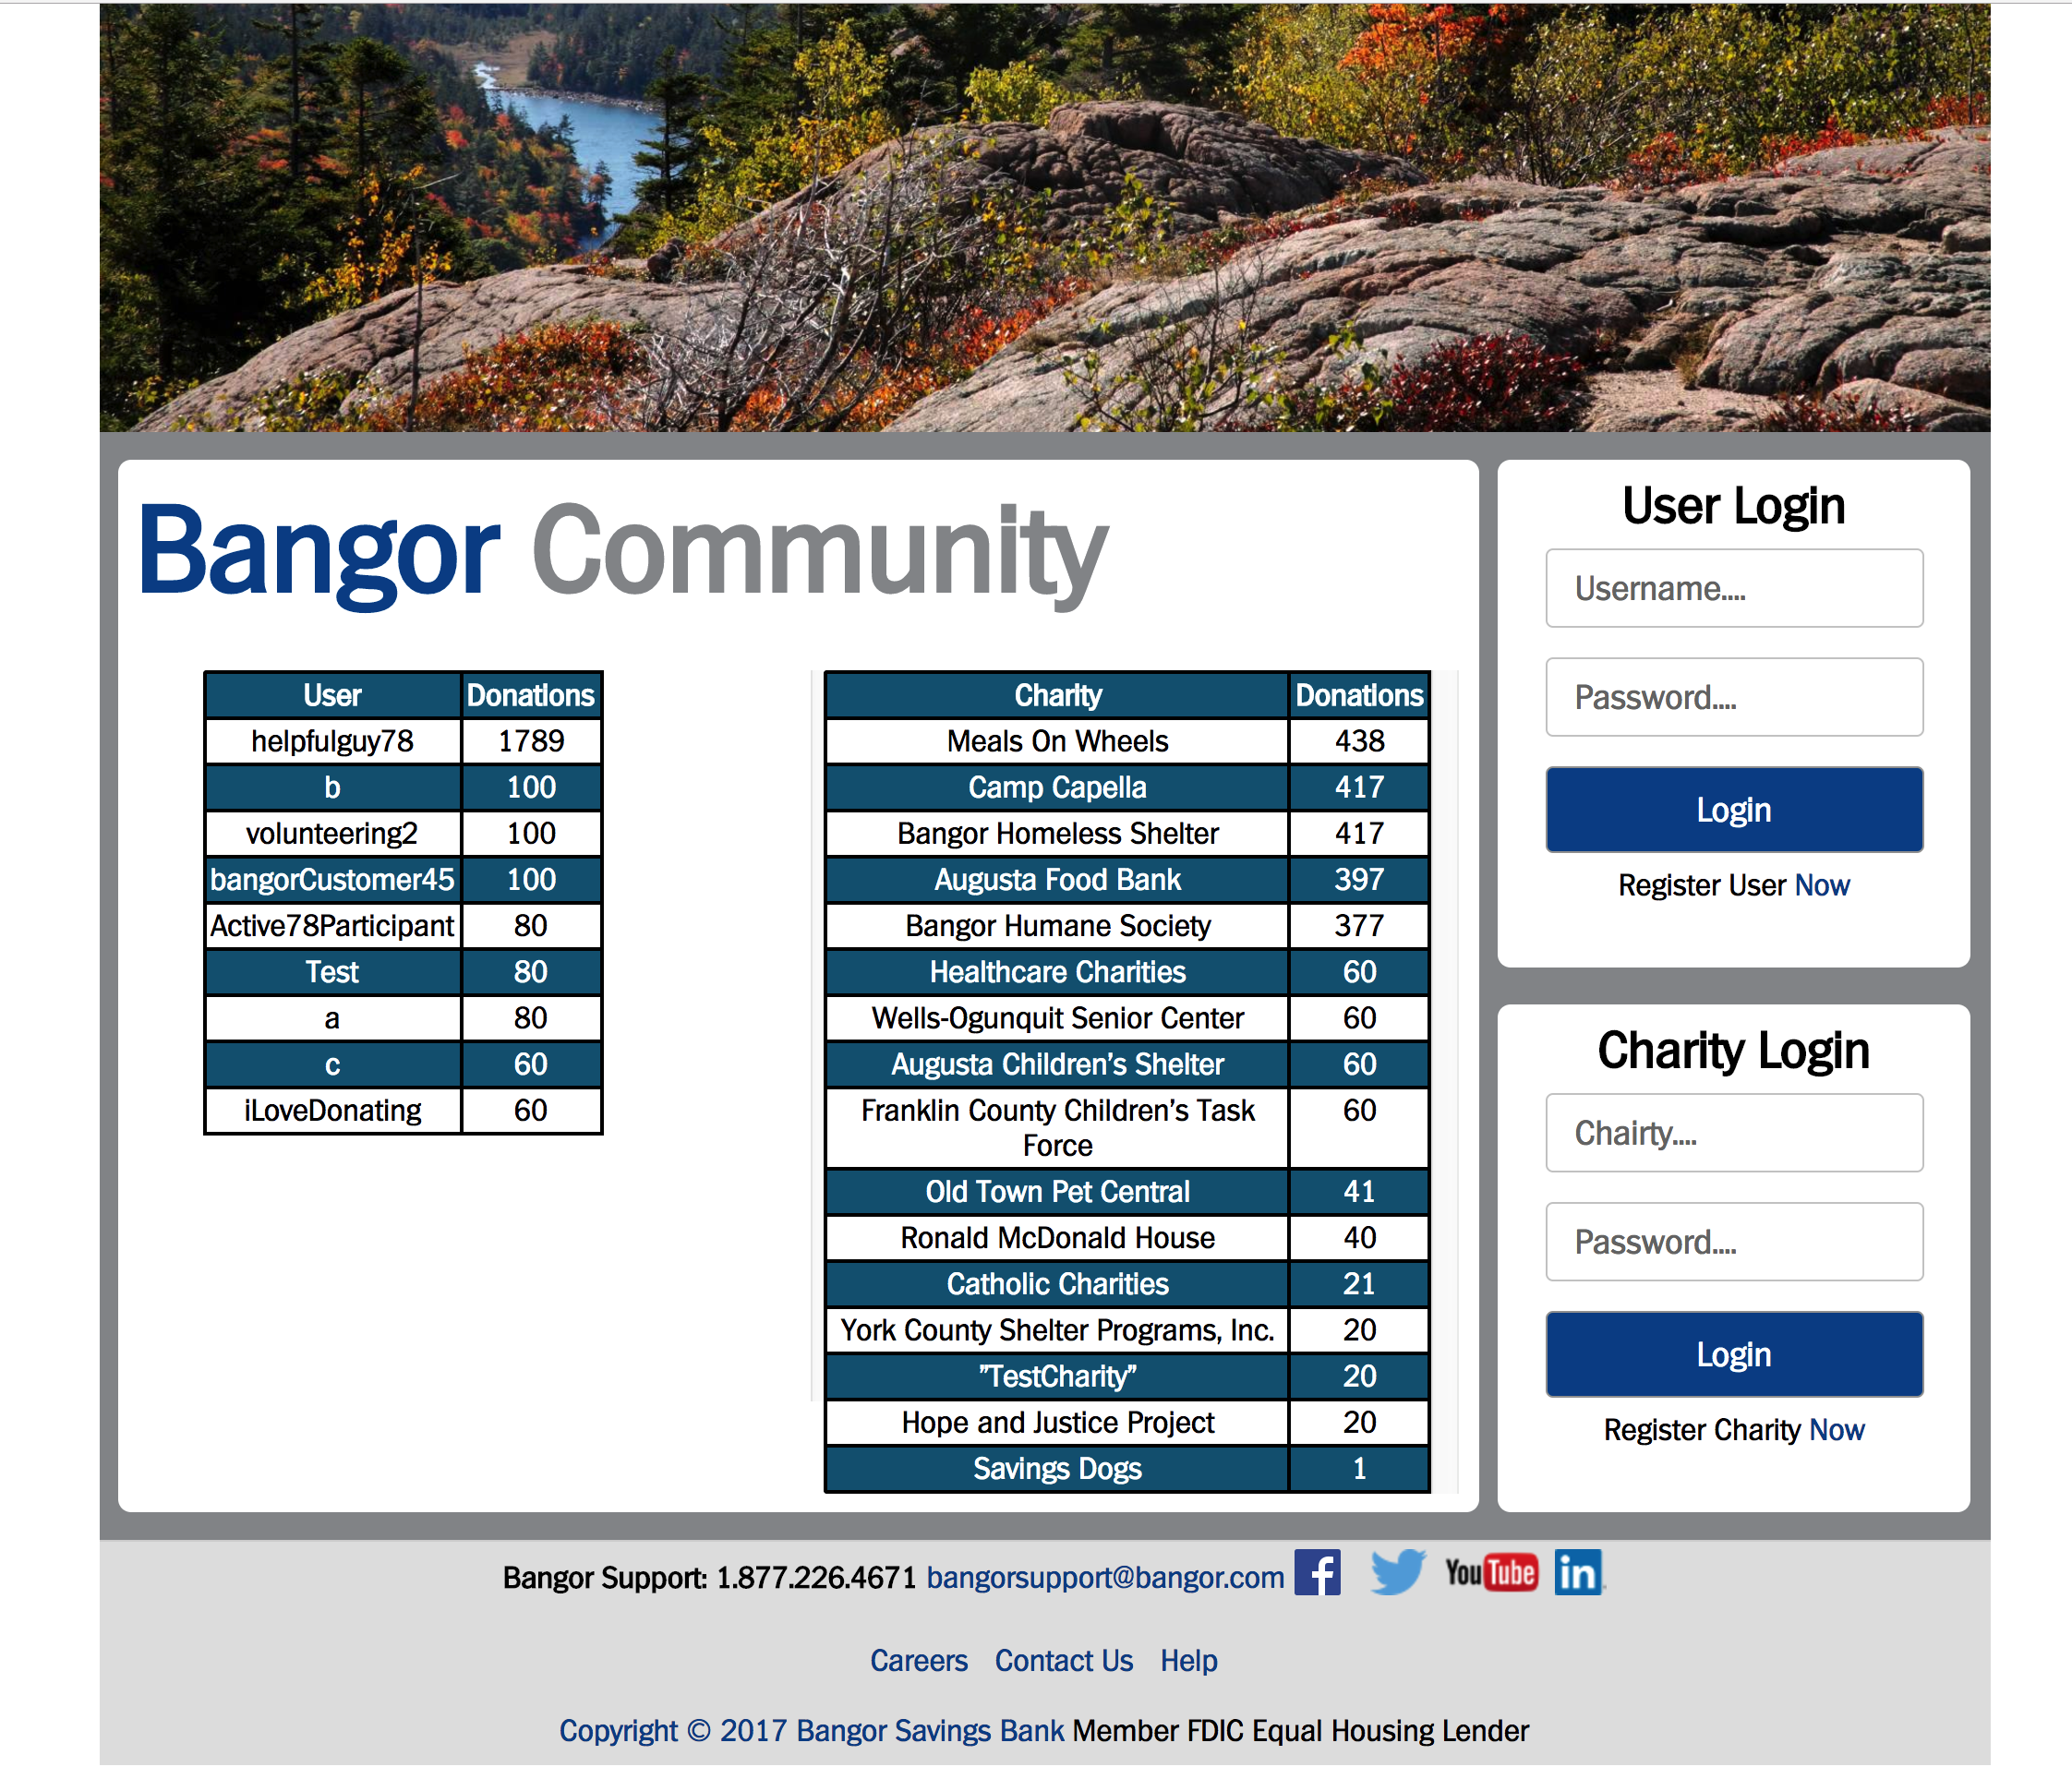 Bangor Community
User Donations
helpfulguy78 1789
b 100
volunteering2 100
bangorCustomer45 100
Active78Participant 80
Test 80
a 80
c 60
iLoveDonating 60
Charity Donations
Meals On Wheels 438
Camp Capella 417
Bangor Homeless Shelter 417
Augusta Food Bank 397
Bangor Humane Society 377
Healthcare Charities 60
Wells-Ogunquit Senior Center 60
Augusta Children’s Shelter 60
Franklin County Children’s Task 60
Force
Old Town Pet Central 41
Ronald McDonald House 40
Catholic Charities 21
York County Shelter Programs, Inc. 20
”TestCharity” 20
Hope and Justice Project 20
Savings Dogs 1
User Login
Username....
Password....
Login
Register User Now
Charity Login
Chairty....
Password....
Login
Register Charity Now
Bangor Support: 1.877.226.4671 bangorsupport@bangor.com f YouTube in
Careers Contact Us Help
Copyright © 2017 Bangor Savings Bank Member FDIC Equal Housing Lender